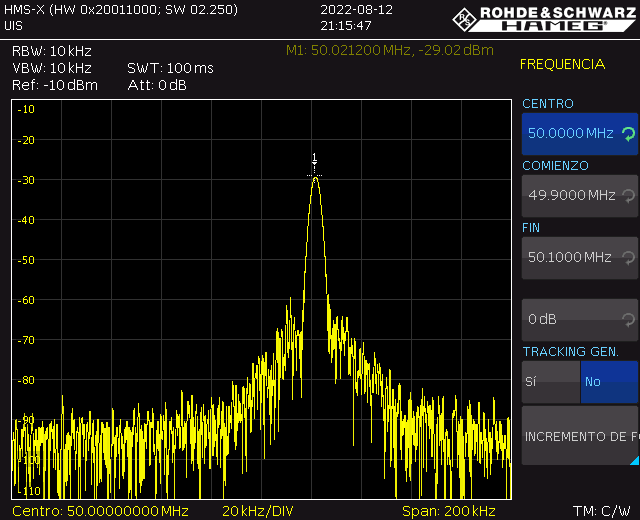 HMS-X (HW 0x20011000; SW 02.250)
UIS
2022-08-12
21:15:47
ROHDE & SCHWARZ
HAMEG
RBW: 10 kHz
VBW: 10 kHz
SWT: 100 ms
Ref: -10 dBm
Att: 0 dB
M1: 50.021200 MHz, -29.02 dBm
FREQUENCIA
-10
-20
-30
-40
-50
-60
-70
-80
-90
-100
-110
1
CENTRO
50.0000 MHz
COMIENZO
49.9000 MHz
FIN
50.1000 MHz
0 dB
TRACKING GEN.
Sí
No
INCREMENTO DE F
Centro: 50.00000000 MHz
20 kHz/DIV
Span: 200 kHz
TM: C/W